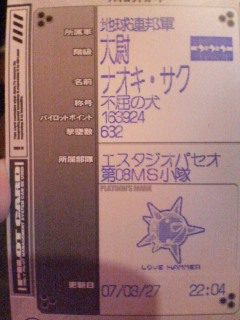 所属軍 地球連邦軍
階級 大尉
名前 ナオキ・サク
称号 不屈の犬
パイロットポイント 163924
撃墜数 632
所属部隊 エスタジオパセオ
第08MS小隊
PLATOON'S MARK
LOVE HAMMER
更新日 07/03/27 22:04
PILOT CARD